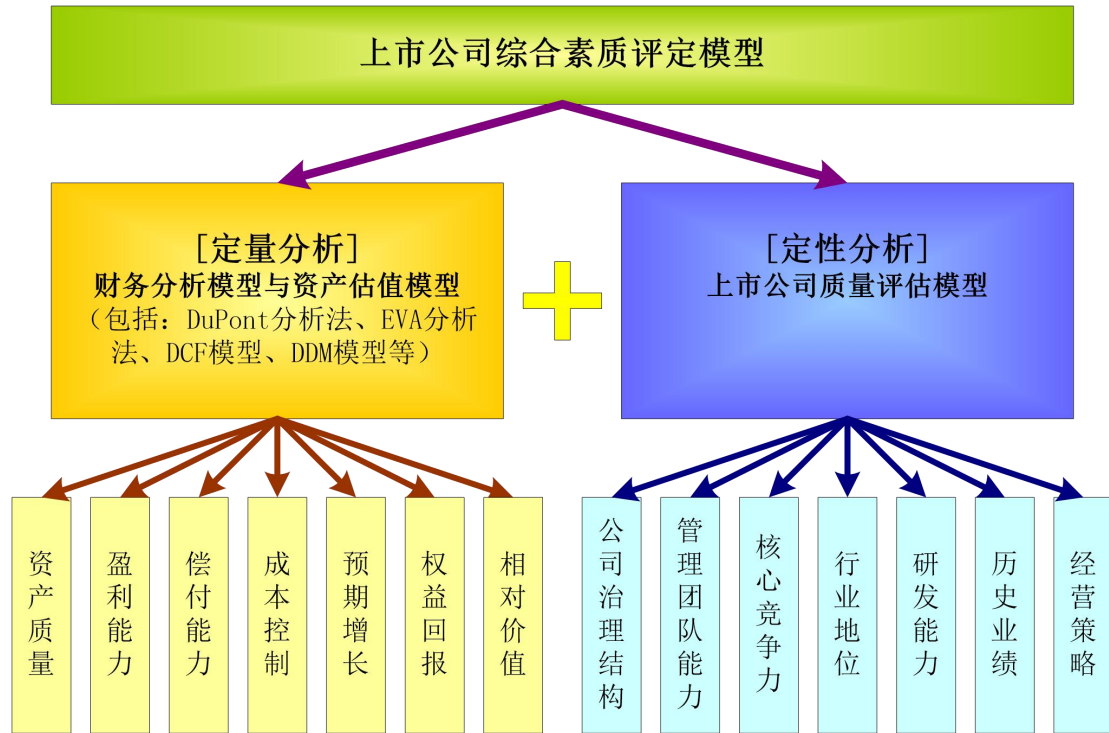 上市公司综合素质评定模型
[定量分析]
财务分析模型与资产估值模型
（包括：DuPont分析法、EVA分析
法、DCF模型、DDM模型等）
[定性分析]
上市公司质量评估模型
资产质量
盈利能力
偿付能力
成本控制
预期增长
权益回报
相对价值
公司治理结构
管理团队能力
核心竞争力
行业地位
研发能力
历史业绩
经营策略